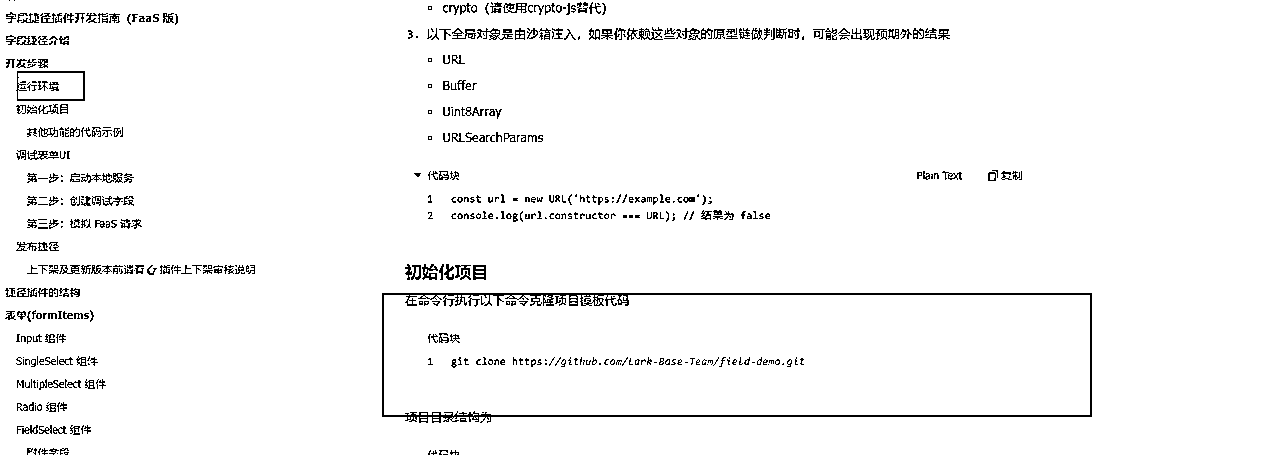 字段捷径插件开发指南（FaaS 版）
字段捷径介绍
开发步骤
运行环境
初始化项目
其他功能的代码示例
调试表单UI
第一步：启动本地服务
第二步：创建调试字段
第三步：模拟 FaaS 请求
发布捷径
上下架及更新版本前请看 插件上下架审核说明
捷径插件的结构
表单(formItems)
Input 组件
SingleSelect 组件
MultipleSelect 组件
Radio 组件
FieldSelect 组件
附件字段
crypto（请使用crypto-js替代）
3. 以下全局对象是由沙箱注入，如果你依赖这些对象的原型链做判断时，可能会出现预期外的结果
URL
Buffer
Uint8Array
URLSearchParams
代码块 Plain Text 复制
1 const url = new URL('https://example.com');
2 console.log(url.constructor === URL); // 结果为 false
初始化项目
在命令行执行以下命令克隆项目模板代码
代码块
1 git clone https://github.com/Lark-Base-Team/field-demo.git
项目目录结构为
代码块